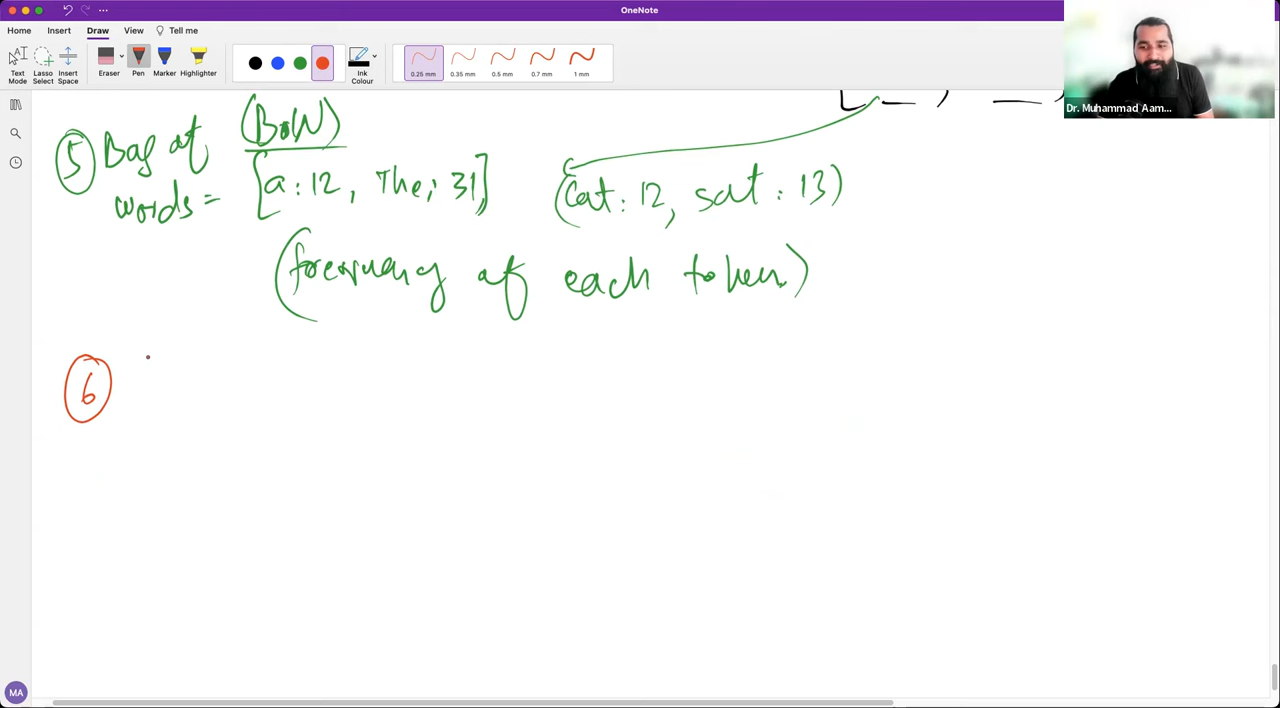 OneNote
Home Insert Draw View Tell me
Text Mode
Lasso Select
Insert Space
Eraser
Pen
Marker
Highlighter
Ink Colour
0.25 mm
0.35 mm
0.5 mm
0.7 mm
1 mm
Dr. Muhammad Aam...
5 Bag of words = (BoW)
[a : 12, The : 31,] (Cat : 12, sat : 13)
(frequency of each token)
6
MA